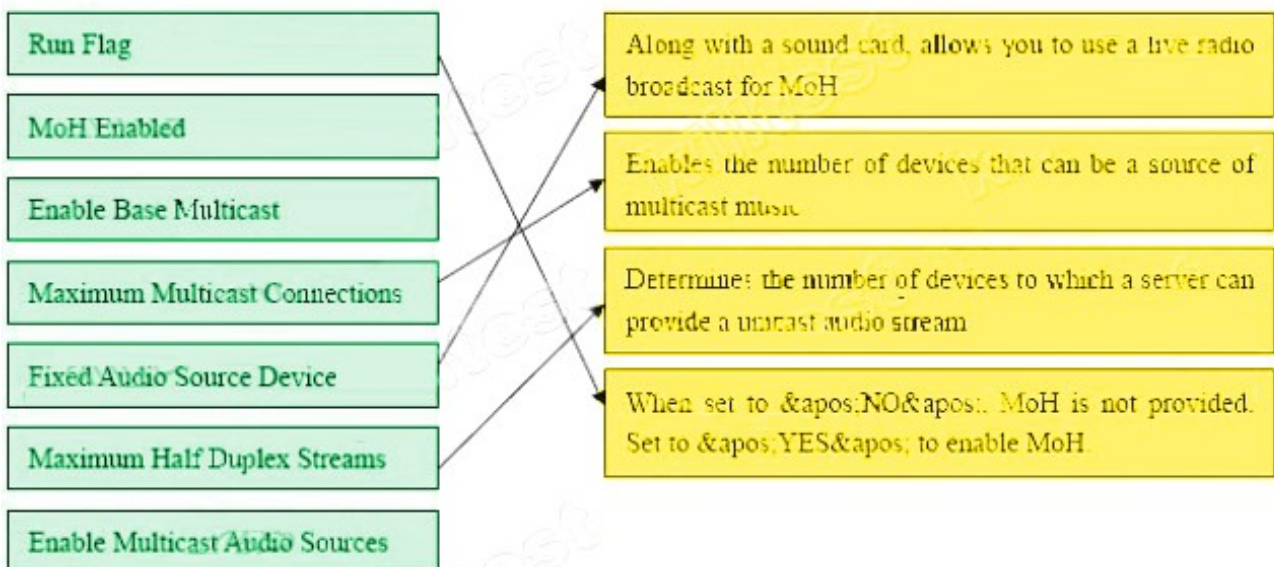 Run Flag
MoH Enabled
Enable Base Multicast
Maximum Multicast Connections
Fixed Audio Source Device
Maximum Half Duplex Streams
Enable Multicast Audio Sources
Along with a sound card, allows you to use a live radio
broadcast for MoH
Enables the number of devices that can be a source of
multicast music
Determines the number of devices to which a server can
provide a unicast audio stream
When set to &apos;NO&apos;. MoH is not provided.
Set to &apos;YES&apos; to enable MoH.